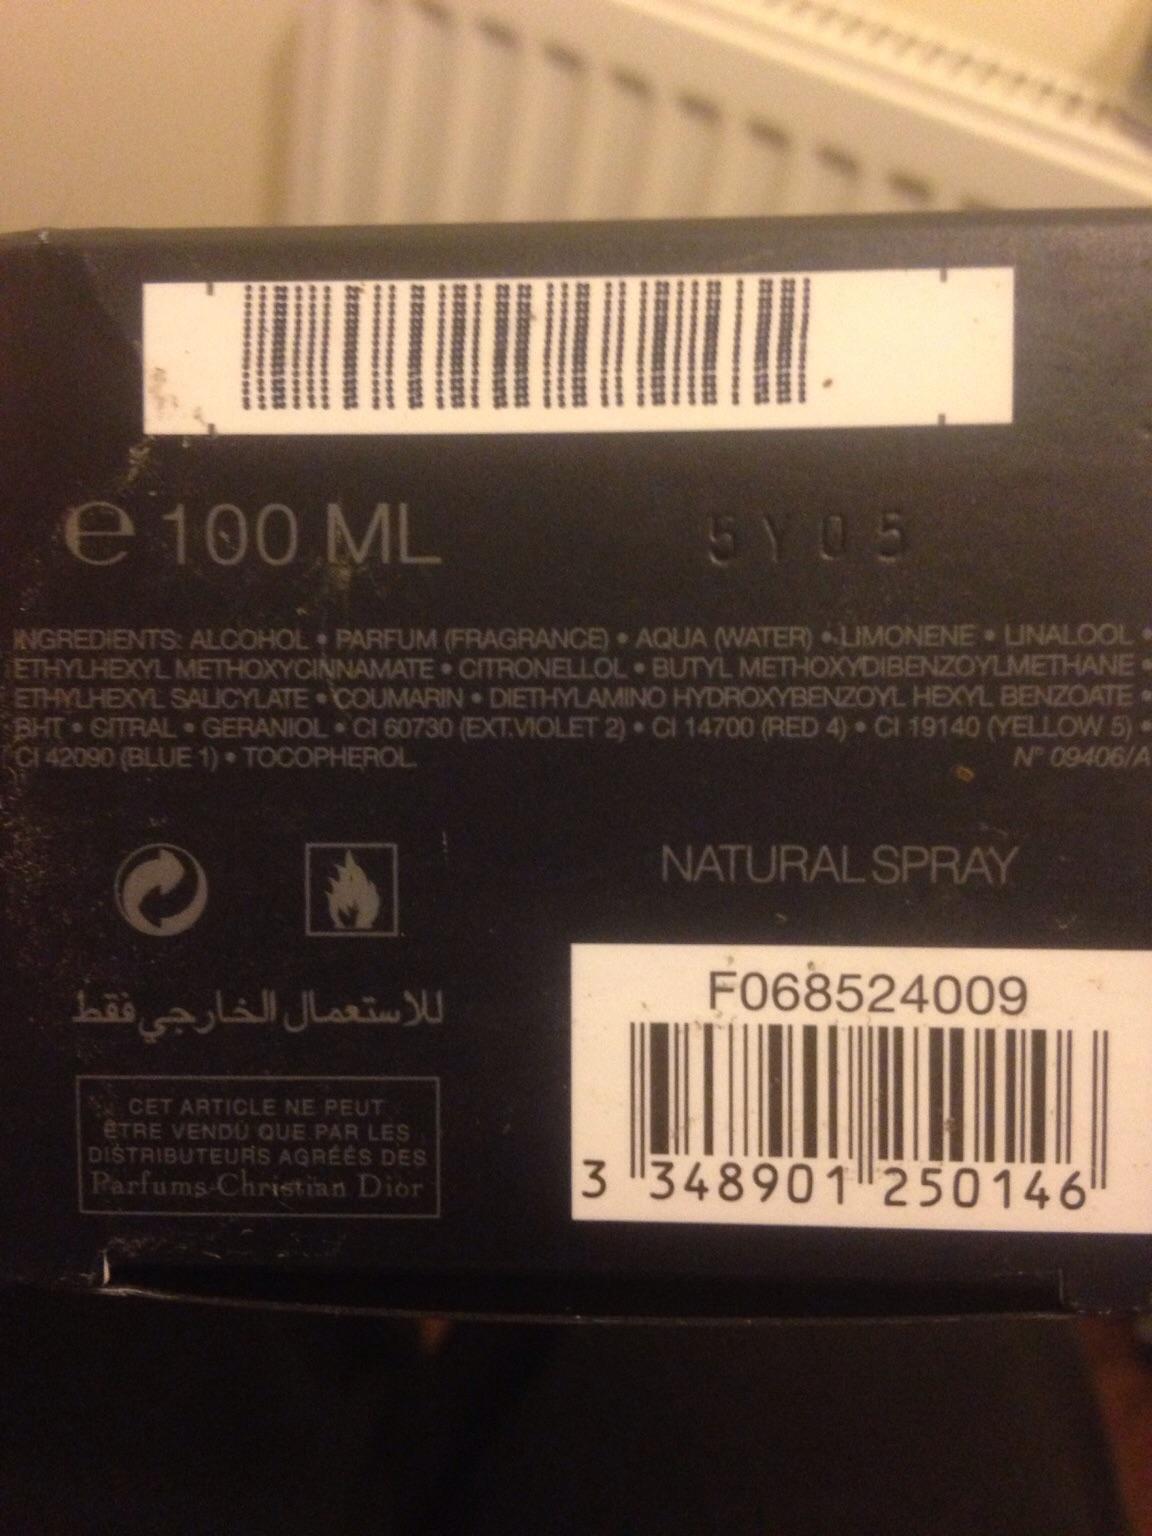 e 100 ML
5Y05
INGREDIENTS: ALCOHOL • PARFUM (FRAGRANCE) • AQUA (WATER) • LIMONENE • LINALOOL •
ETHYLHEXYL METHOXYCINNAMATE • CITRONELLOL • BUTYL METHOXYDIBENZOYLMETHANE •
ETHYLHEXYL SALICYLATE • COUMARIN • DIETHYLAMINO HYDROXYBENZOYL HEXYL BENZOATE •
BHT • CITRAL • GERANIOL • CI 60730 (EXT.VIOLET 2) • CI 14700 (RED 4) • CI 19140 (YELLOW 5) •
CI 42090 (BLUE 1) • TOCOPHEROL
N° 09406/A
NATURAL SPRAY
للاستعمال الخارجي فقط
CET ARTICLE NE PEUT
ÊTRE VENDU QUE PAR LES
DISTRIBUTEURS AGRÉÉS DES
Parfums Christian Dior
F068524009
3 348901 250146